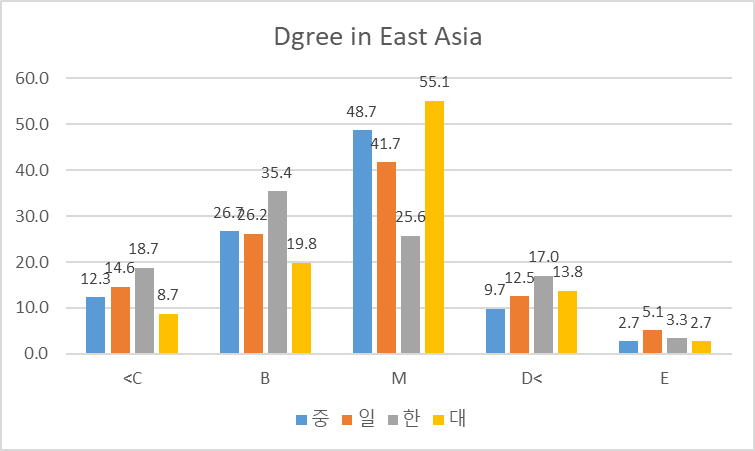 Dgree in East Asia
60.0
50.0
40.0
30.0
20.0
10.0
0.0
12.3 14.6 18.7 8.7
26.7 26.2 35.4 19.8
48.7 41.7 25.6 55.1
9.7 12.5 17.0 13.8
2.7 5.1 3.3 2.7
<C B M D< E
중 일 한 대